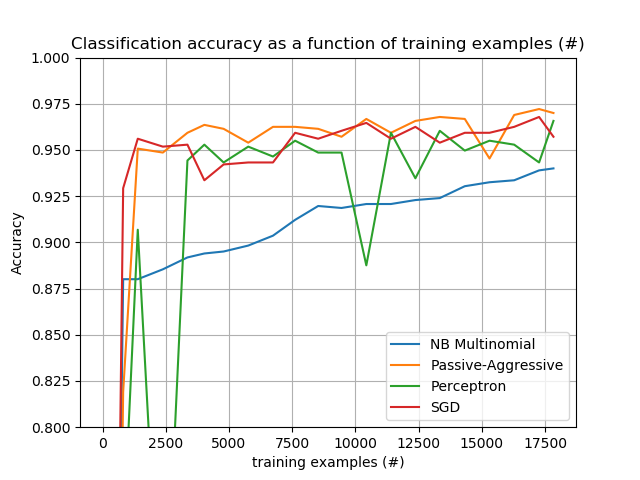 Classification accuracy as a function of training examples (#)
1.000
0.975
0.950
0.925
0.900
0.875
0.850
0.825
0.800
Accuracy
0 2500 5000 7500 10000 12500 15000 17500
training examples (#)
NB Multinomial
Passive-Aggressive
Perceptron
SGD